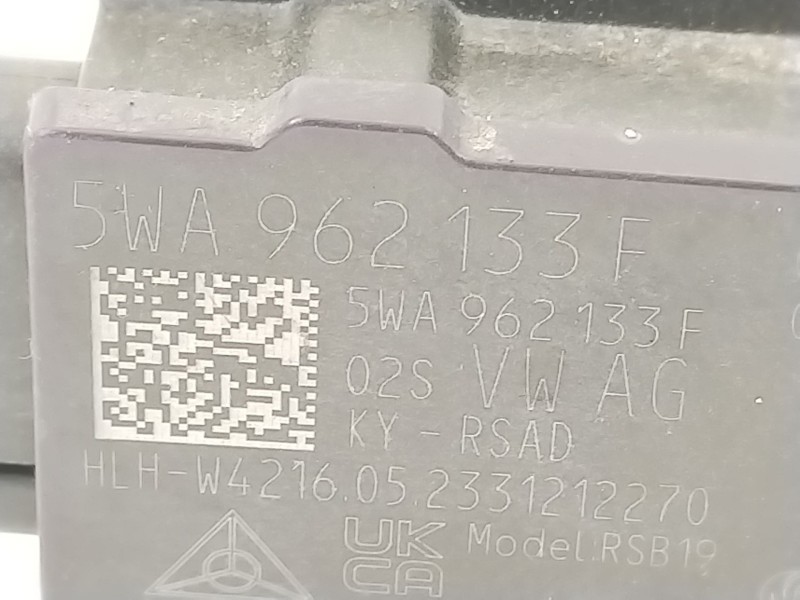 5WA 962 133 F
5WA 962 133 F
02S VW AG
KY - RSAD
HLH-W4216.05.2331212270
UK
CA
Model:RSB19